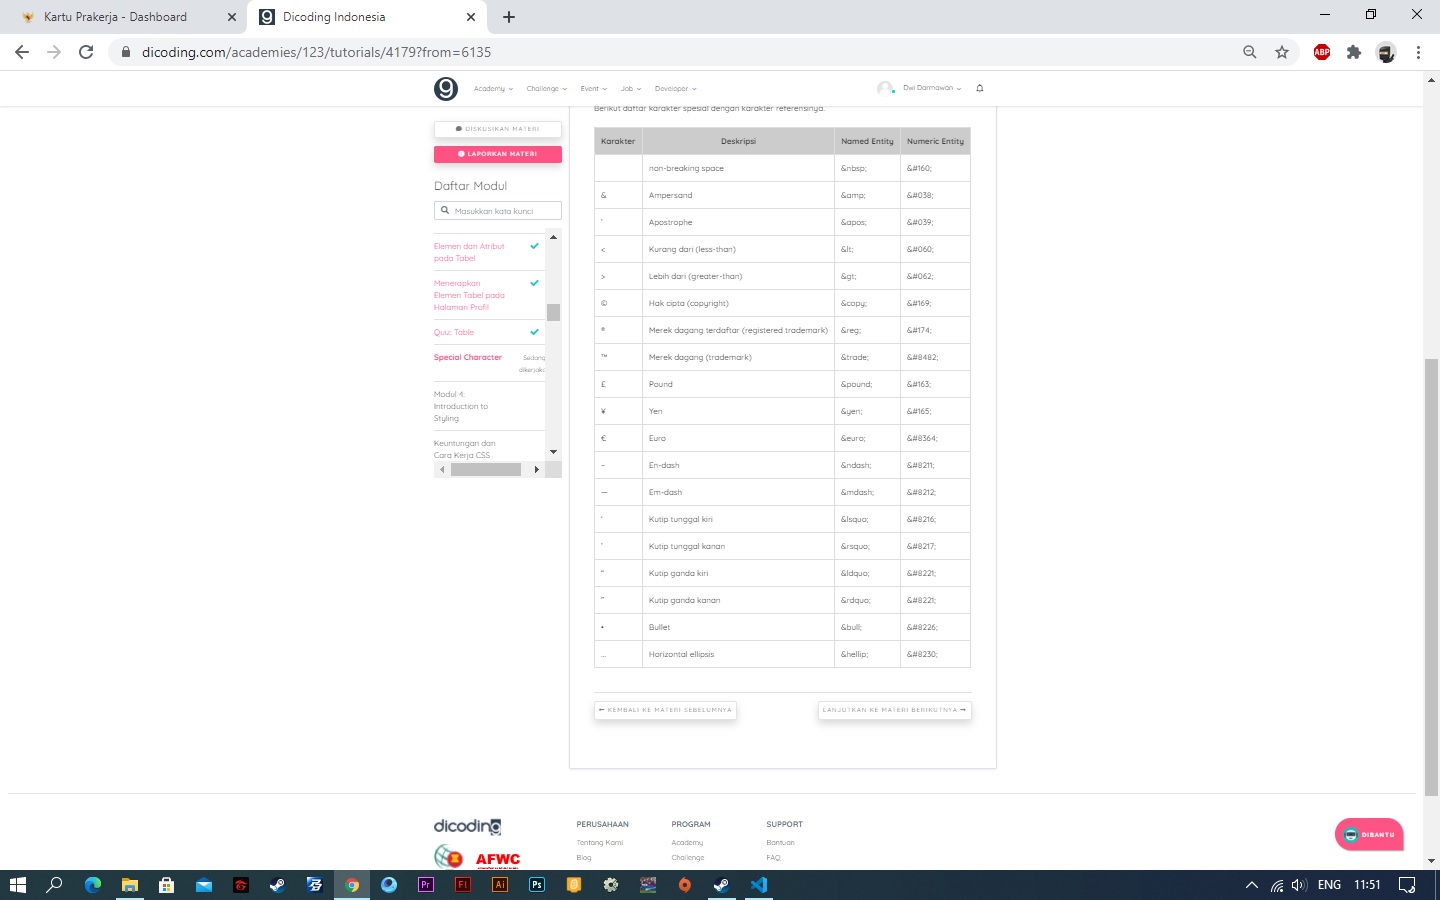 Kartu Prakerja - Dashboard
Dicoding Indonesia
dicoding.com/academies/123/tutorials/4179?from=6135
ABP
Academy
Challenge
Event
Job
Developer
Dwi Darmawan
DISKUSIKAN MATERI
LAPORKAN MATERI
Daftar Modul
Masukkan kata kunci
Elemen dan Atribut
pada Tabel
Menerapkan
Elemen Tabel pada
Halaman Profil
Quu: Table
Special Character
Sedang
dikerjaka
Modul 4:
Introduction to
Styling
Keuntungan dan
Cara Kerja CSS
Berikut daftar karakter spesial dengan karakter referensinya.
Karakter Deskripsi Named Entity Numeric Entity
non-breaking space &nbsp; &#160;
& Ampersand &amp; &#038;
' Apostrophe &apos; &#039;
< Kurang dari (less-than) &lt; &#060;
> Lebih dari (greater-than) &gt; &#062;
© Hak cipta (copyright) &copy; &#169;
® Merek dagang terdaftar (registered trademark) &reg; &#174;
™ Merek dagang (trademark) &trade; &#8482;
£ Pound &pound; &#163;
¥ Yen &yen; &#165;
€ Euro &euro; &#8364;
– En-dash &ndash; &#8211;
— Em-dash &mdash; &#8212;
‘ Kutip tunggal kiri &lsquo; &#8216;
’ Kutip tunggal kanan &rsquo; &#8217;
“ Kutip ganda kiri &ldquo; &#8221;
” Kutip ganda kanan &rdquo; &#8221;
• Bullet &bull; &#8226;
… Horizontal ellipsis &hellip; &#8230;
KEMBALI KE MATERI SEBELUMNYA
LANJUTKAN KE MATERI BERIKUTNYA
dicoding
AFWC
PERUSAHAAN
Tentang Kami
Blog
PROGRAM
Academy
Challenge
SUPPORT
Bantuan
FAQ
DIBANTU
Pr
Fl
Ai
Ps
ENG
11:51